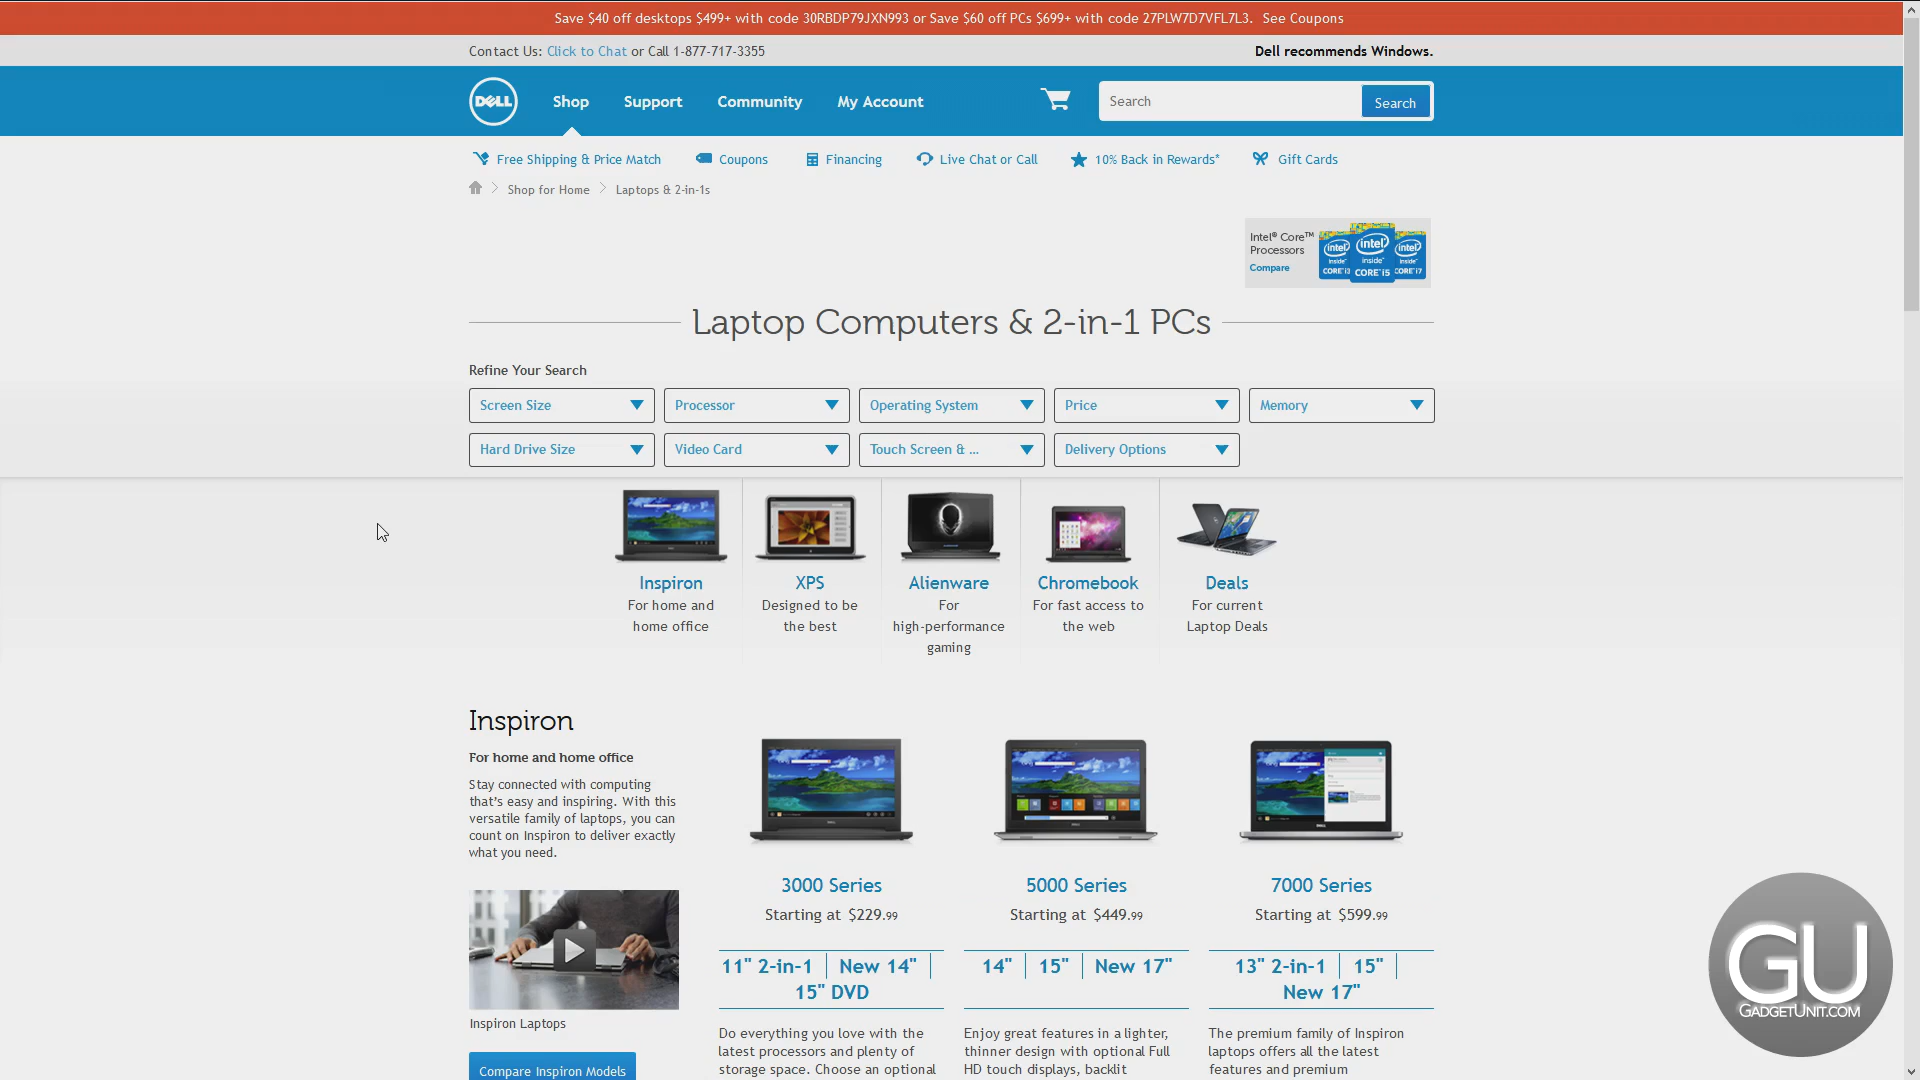 Save $40 off desktops $499+ with code 30RBDP79JXN993 or Save $60 off PCs $699+ with code 27PLW7D7VFL7L3. See Coupons
Contact Us: Click to Chat or Call 1-877-717-3355
Dell recommends Windows.
DELL
Shop
Support
Community
My Account
Search
Search
Free Shipping & Price Match
Coupons
Financing
Live Chat or Call
10% Back in Rewards*
Gift Cards
Shop for Home
Laptops & 2-in-1s
Intel® Core™
Processors
Compare
intel inside™ CORE™i3
intel inside™ CORE™i5
intel inside™ CORE™i7
Laptop Computers & 2-in-1 PCs
Refine Your Search
Screen Size
Processor
Operating System
Price
Memory
Hard Drive Size
Video Card
Touch Screen & ...
Delivery Options
Inspiron
For home and
home office
XPS
Designed to be
the best
Alienware
For
high-performance
gaming
Chromebook
For fast access to
the web
Deals
For current
Laptop Deals
Inspiron
For home and home office
Stay connected with computing
that's easy and inspiring. With this
versatile family of laptops, you can
count on Inspiron to deliver exactly
what you need.
Inspiron Laptops
Compare Inspiron Models
3000 Series
Starting at $229.99
11" 2-in-1 | New 14" |
15" DVD
Do everything you love with the
latest processors and plenty of
storage space. Choose an optional
5000 Series
Starting at $449.99
14" | 15" | New 17"
Enjoy great features in a lighter,
thinner design with optional Full
HD touch displays, backlit
7000 Series
Starting at $599.99
13" 2-in-1 | 15" |
New 17"
The premium family of Inspiron
laptops offers all the latest
features and premium
GU
GADGETUNIT.COM